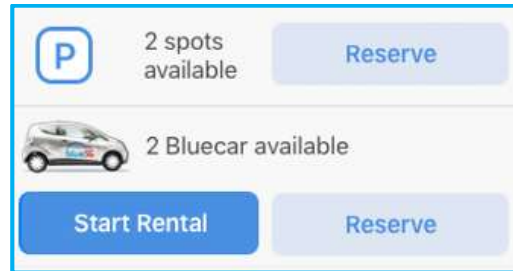 P
2 spots
available
Reserve
2 Bluecar available
Start Rental
Reserve